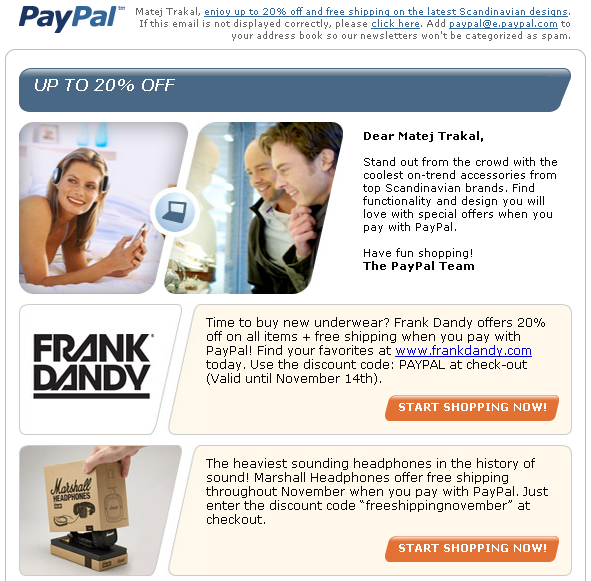 PayPal™
Matej Trakal, enjoy up to 20% off and free shipping on the latest Scandinavian designs.
If this email is not displayed correctly, please click here. Add paypal@e.paypal.com to
your address book so our newsletters won't be categorized as spam.
UP TO 20% OFF
Dear Matej Trakal,
Stand out from the crowd with the
coolest on-trend accessories from
top Scandinavian brands. Find
functionality and design you will
love with special offers when you
pay with PayPal.
Have fun shopping!
The PayPal Team
FRANK
DANDY
Time to buy new underwear? Frank Dandy offers 20%
off on all items + free shipping when you pay with
PayPal! Find your favorites at www.frankdandy.com
today. Use the discount code: PAYPAL at check-out
(Valid until November 14th).
START SHOPPING NOW!
Marshall
HEADPHONES
The heaviest sounding headphones in the history of
sound! Marshall Headphones offer free shipping
throughout November when you pay with PayPal. Just
enter the discount code “freeshippingnovember” at
checkout.
START SHOPPING NOW!